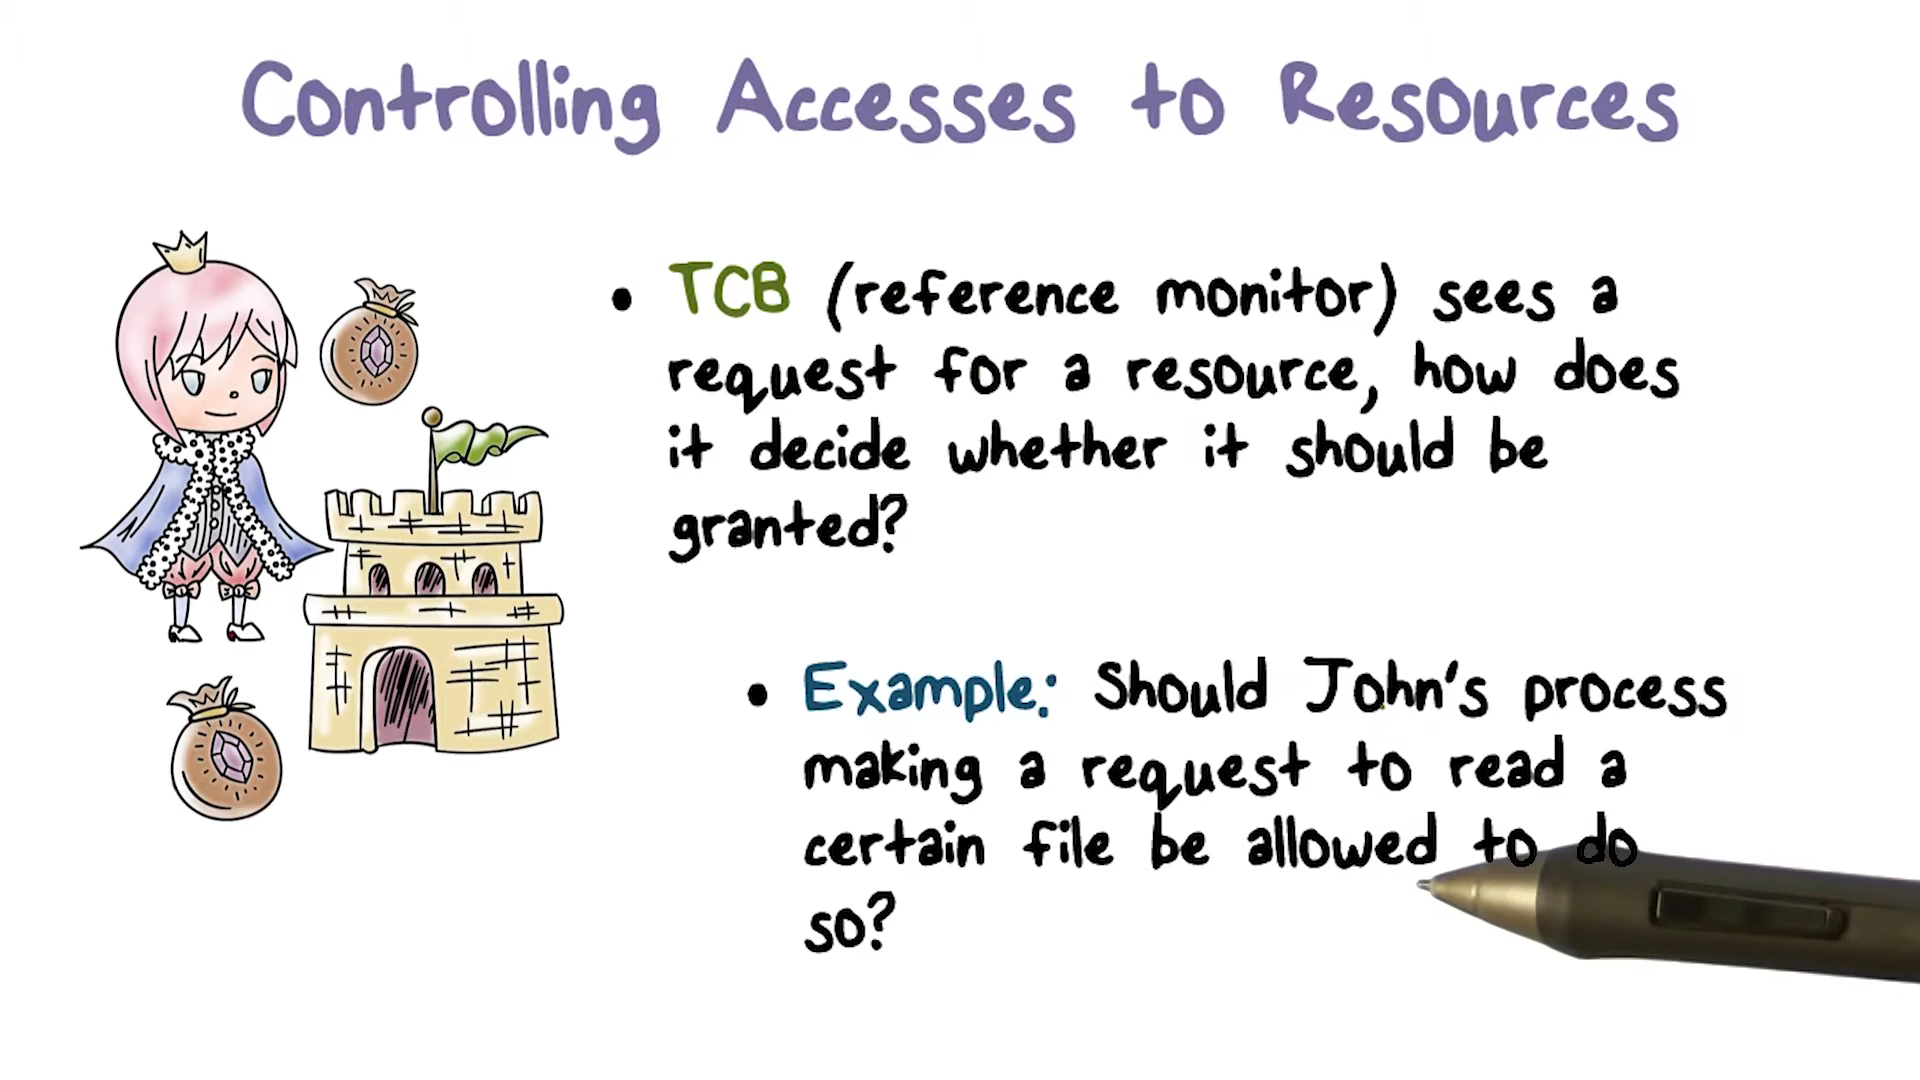 Controlling Accesses to Resources
• TCB (reference monitor) sees a
request for a resource, how does
it decide whether it should be
granted?
• Example: Should John's process
making a request to read a
certain file be allowed to do
so?